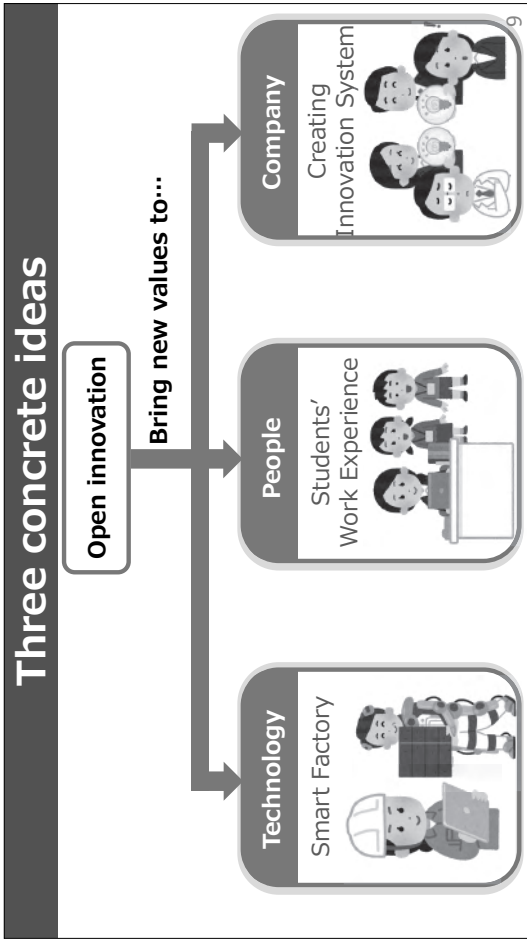 Three concrete ideas
Open innovation
Bring new values to…
Technology
Smart Factory
People
Students’
Work Experience
Company
Creating
Innovation System
9